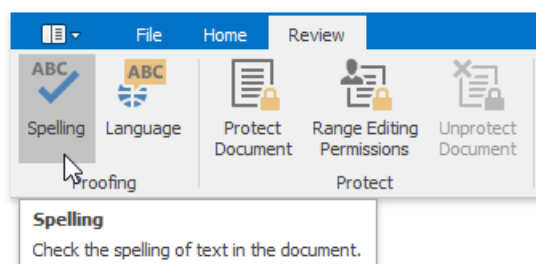 File Home Review
ABC ABC
Spelling Language Protect Document Range Editing Permissions Unprotect Document
Proofing Protect
Spelling
Check the spelling of text in the document.